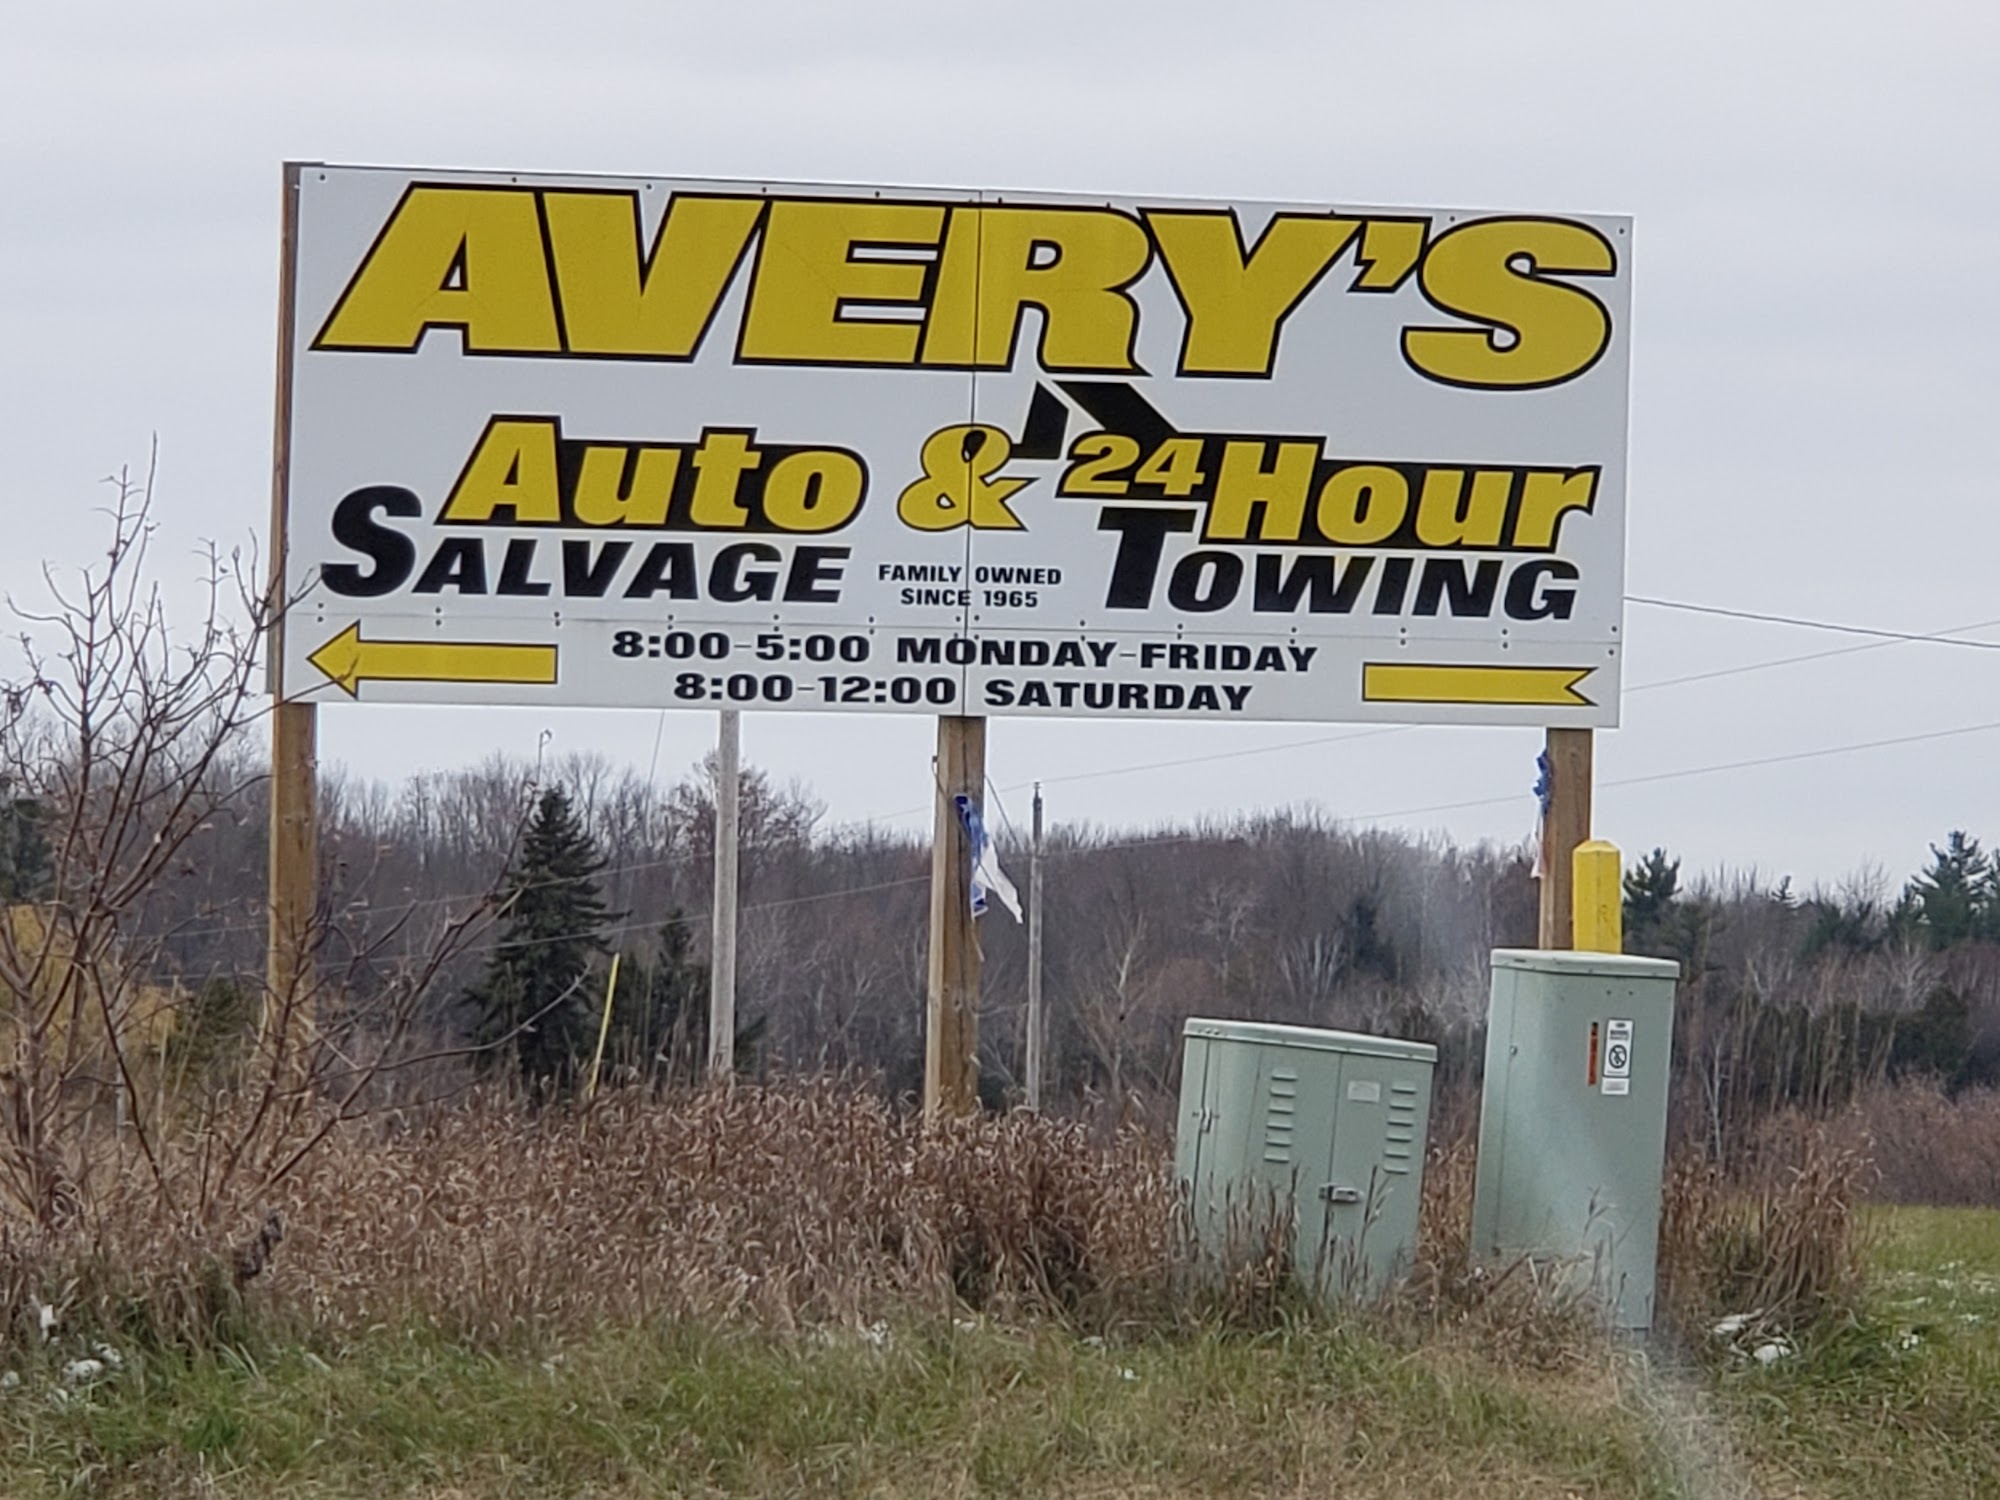 AVERY'S
Auto & 24 Hour
SALVAGE TOWING
FAMILY OWNED
SINCE 1965
8:00-5:00 MONDAY-FRIDAY
8:00-12:00 SATURDAY